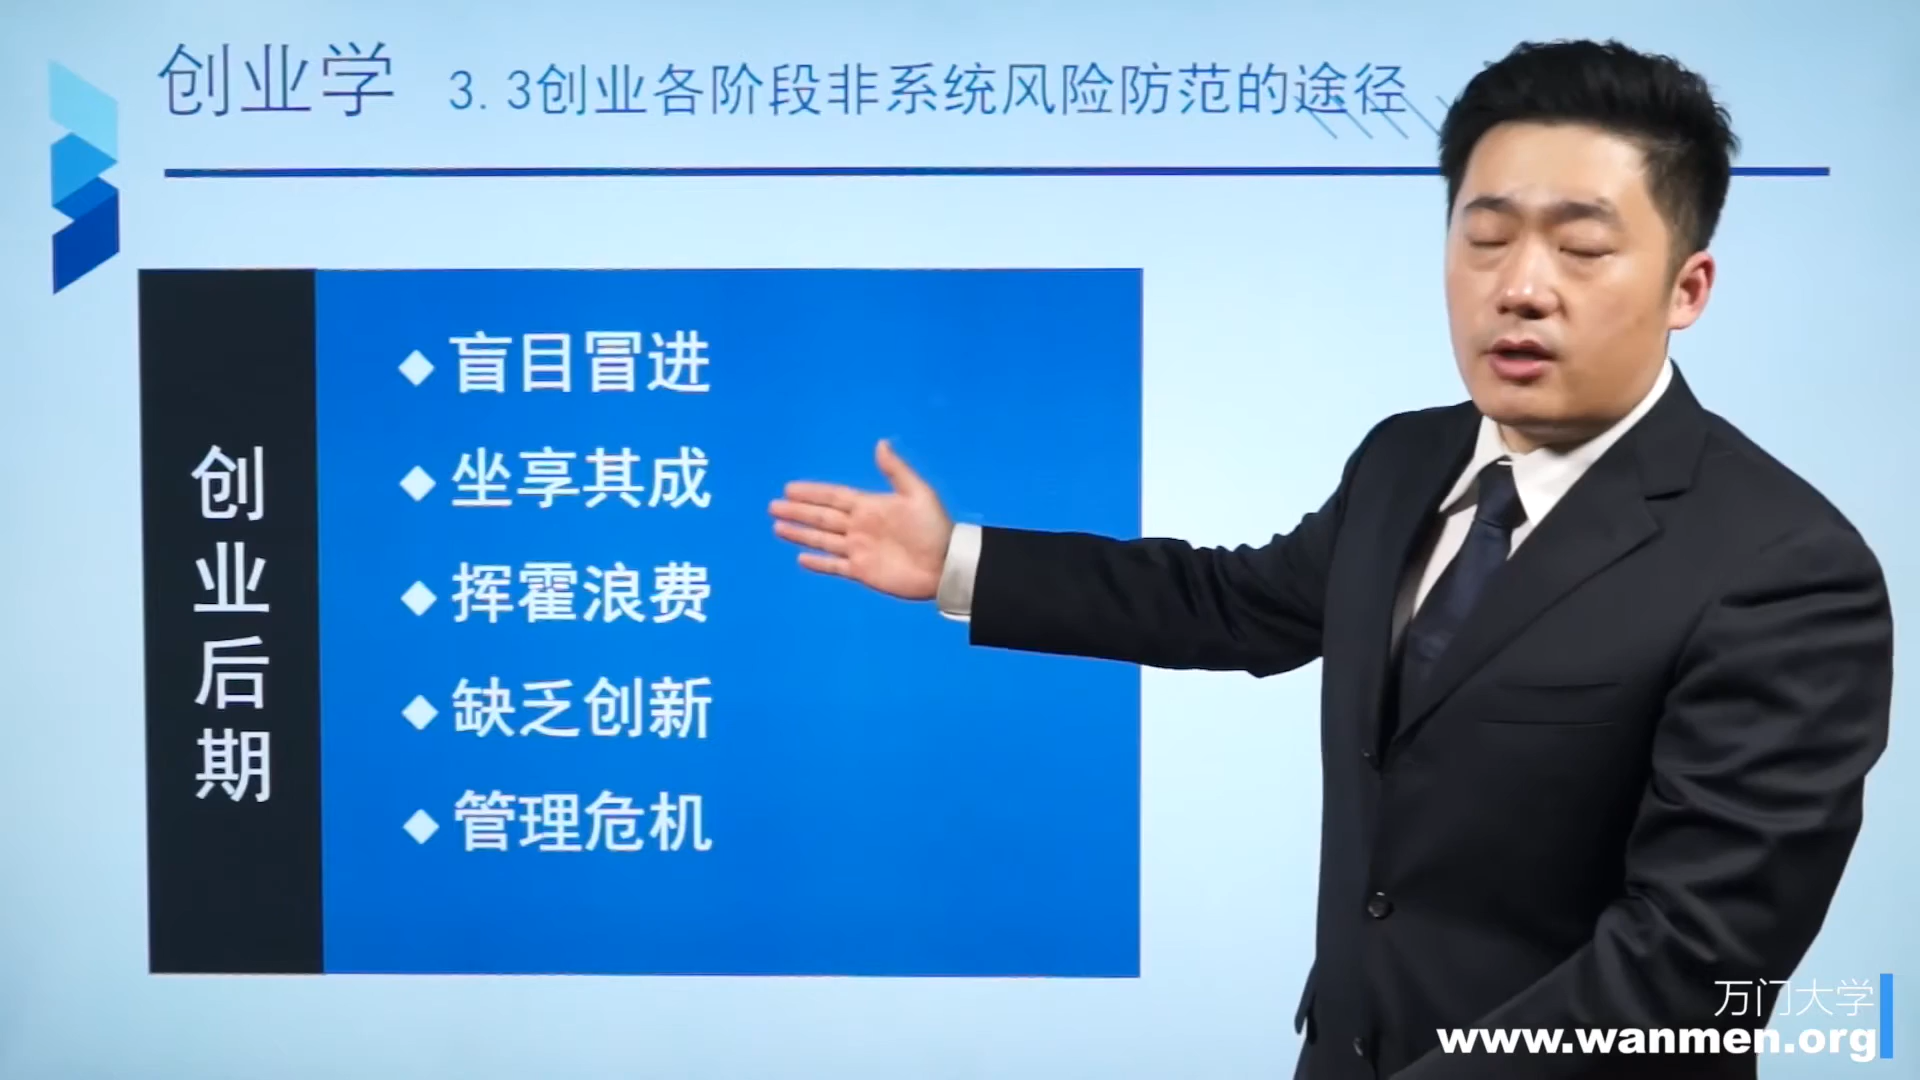 创业学 3.3创业各阶段非系统风险防范的途径
创业后期
◆盲目冒进
◆坐享其成
◆挥霍浪费
◆缺乏创新
◆管理危机
万门大学
www.wanmen.org